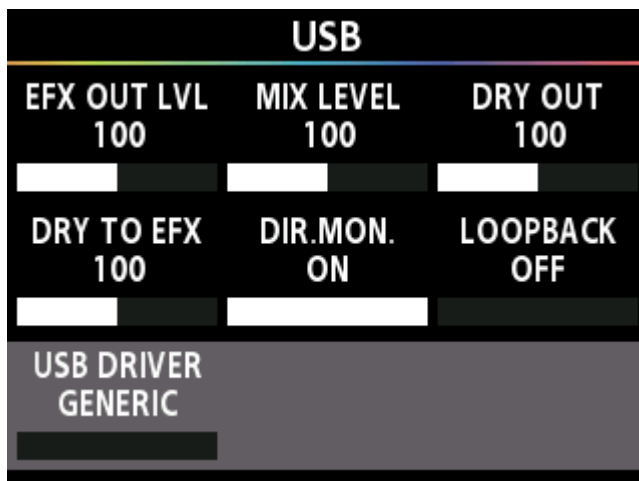 USB
EFX OUT LVL
100
MIX LEVEL
100
DRY OUT
100
DRY TO EFX
100
DIR.MON.
ON
LOOPBACK
OFF
USB DRIVER
GENERIC